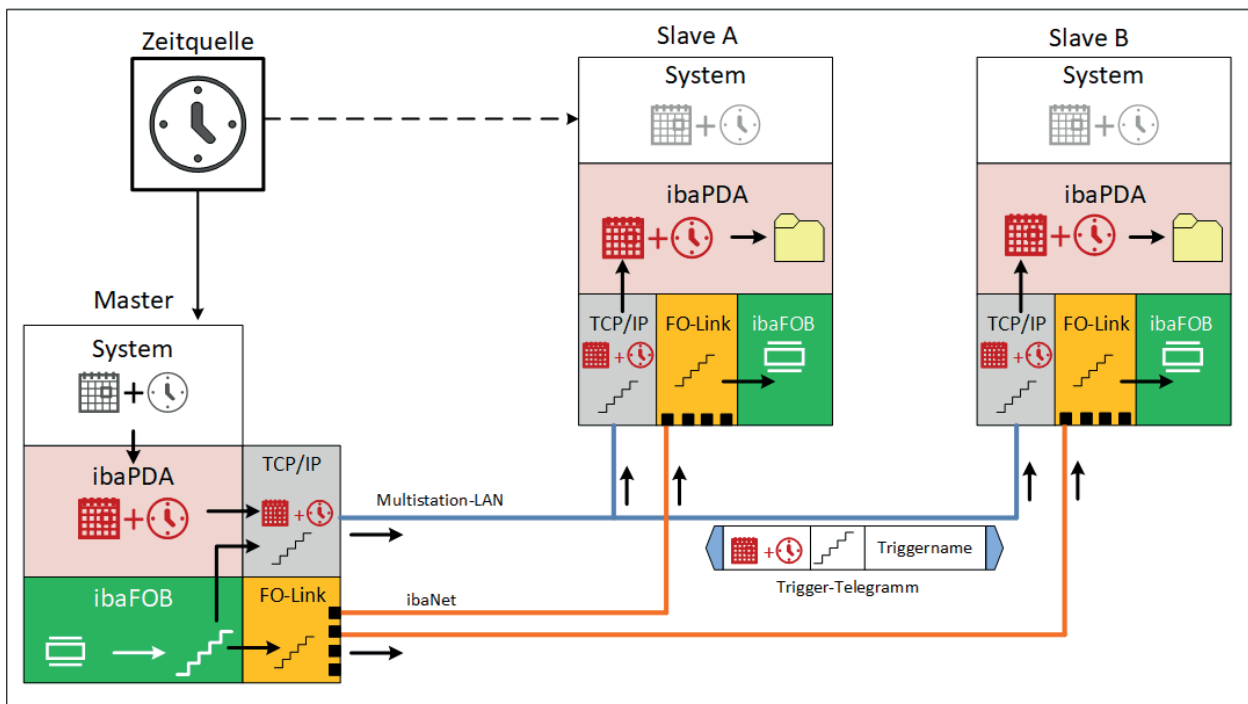 Zeitquelle
Slave A
System
ibaPDA
TCP/IP
FO-Link
ibaFOB
Slave B
System
ibaPDA
TCP/IP
FO-Link
ibaFOB
Master
System
ibaPDA
TCP/IP
ibaFOB
FO-Link
Multistation-LAN
ibaNet
Triggername
Trigger-Telegramm